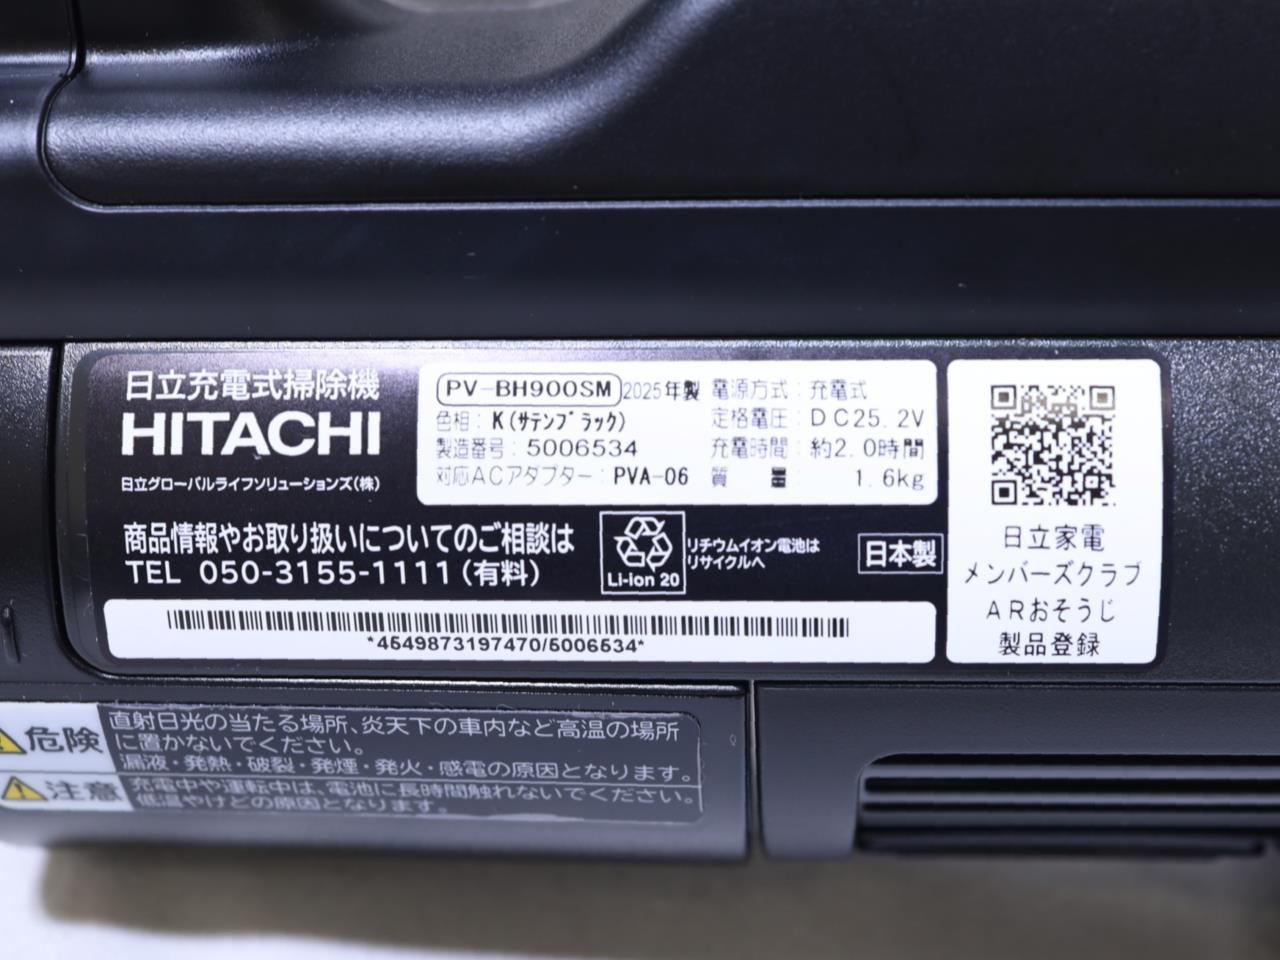 日立充電式掃除機
HITACHI
日立グローバルライフソリューションズ(株)
PV-BH900SM 2025年製
色相: K(サテンブラック)
製造番号: 5006534
対応ACアダプター: PVA-06
電源方式: 充電式
定格電圧: DC25.2V
充電時間: 約2.0時間
質量: 1.6kg
商品情報やお取り扱いについてのご相談は
TEL 050-3155-1111(有料)
Li-ion 20
リチウムイオン電池は
リサイクルへ
日本製
*4549873197470/5006534*
日立家電
メンバーズクラブ
ARおそうじ
製品登録
危険
直射日光の当たる場所、炎天下の車内など高温の場所
に置かないでください。
漏液・発熱・破裂・発煙・発火・感電の原因となります。
注意
充電中や運転中は、電池に長時間触れないでください。
低温やけどの原因となります。